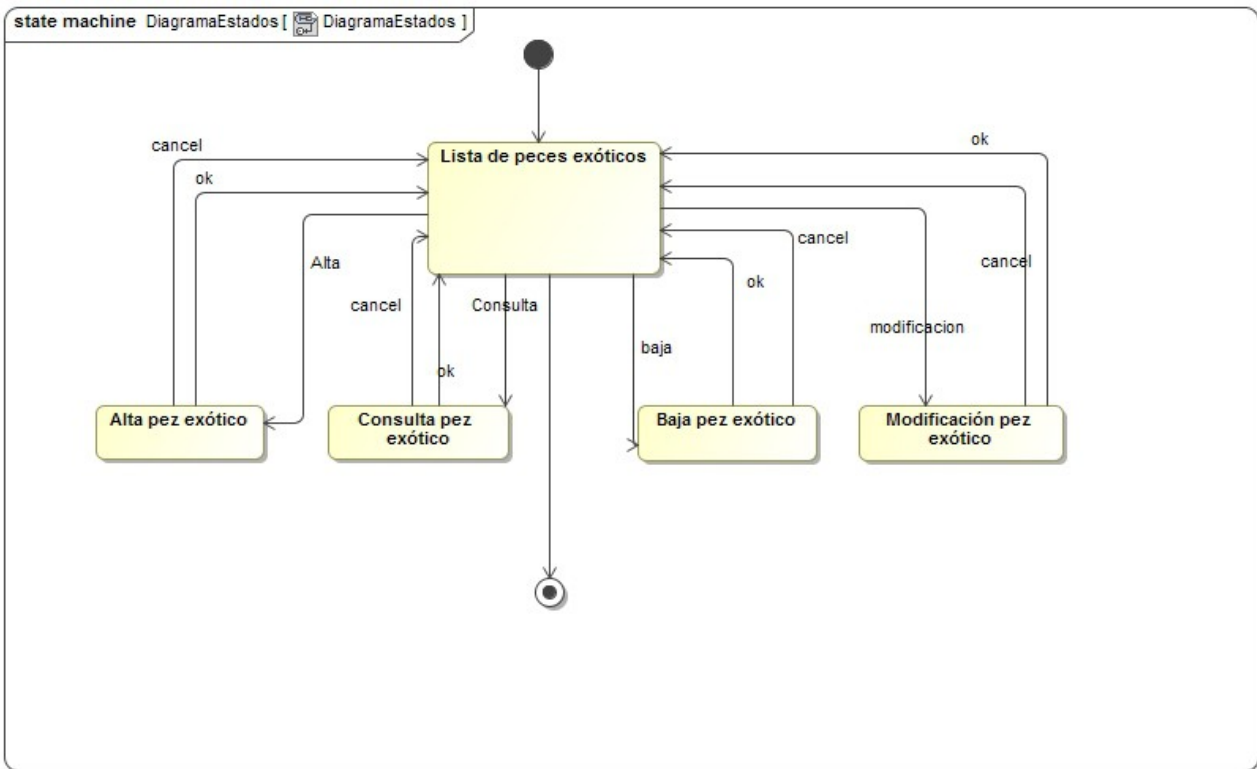 state machine DiagramaEstados [ DiagramaEstados ]
cancel
ok
Lista de peces exóticos
ok
Alta
cancel
cancel
ok
cancel
Consulta
modificacion
baja
ok
Alta pez exótico
Consulta pez
exótico
Baja pez exótico
Modificación pez
exótico